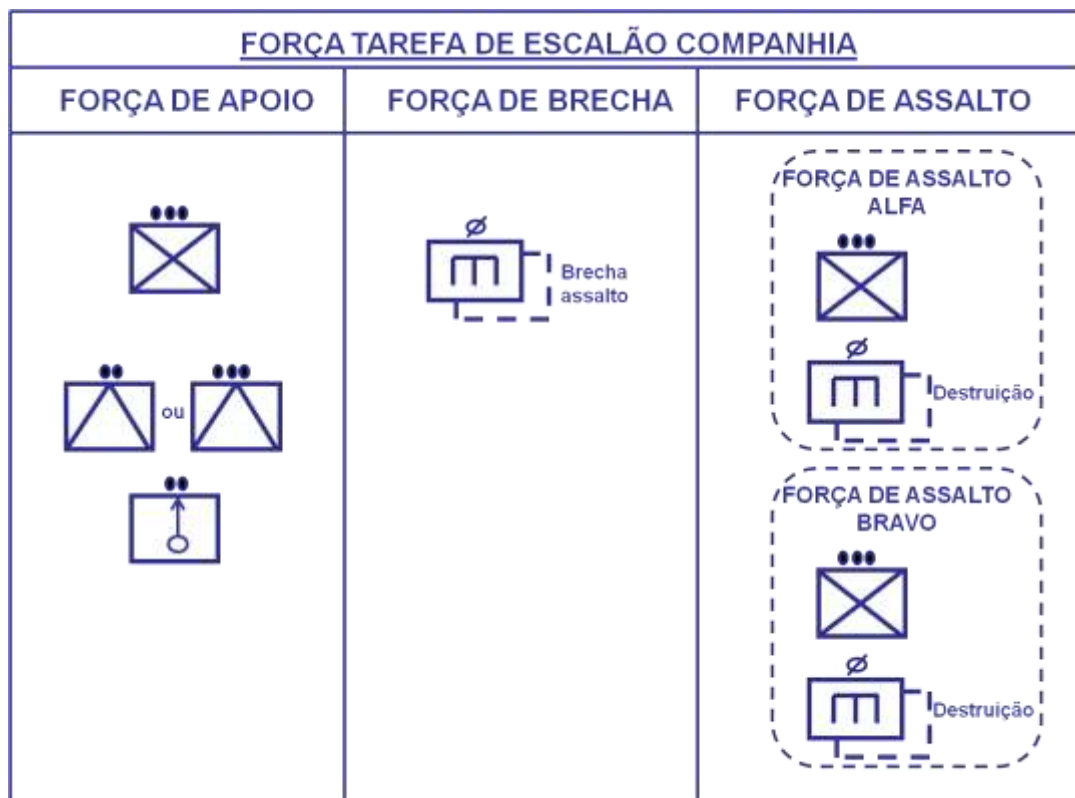 FORÇA TAREFA DE ESCALÃO COMPANHIA
FORÇA DE APOIO
FORÇA DE BRECHA
FORÇA DE ASSALTO
ou
Brecha
assalto
FORÇA DE ASSALTO
ALFA
Destruição
FORÇA DE ASSALTO
BRAVO
Destruição